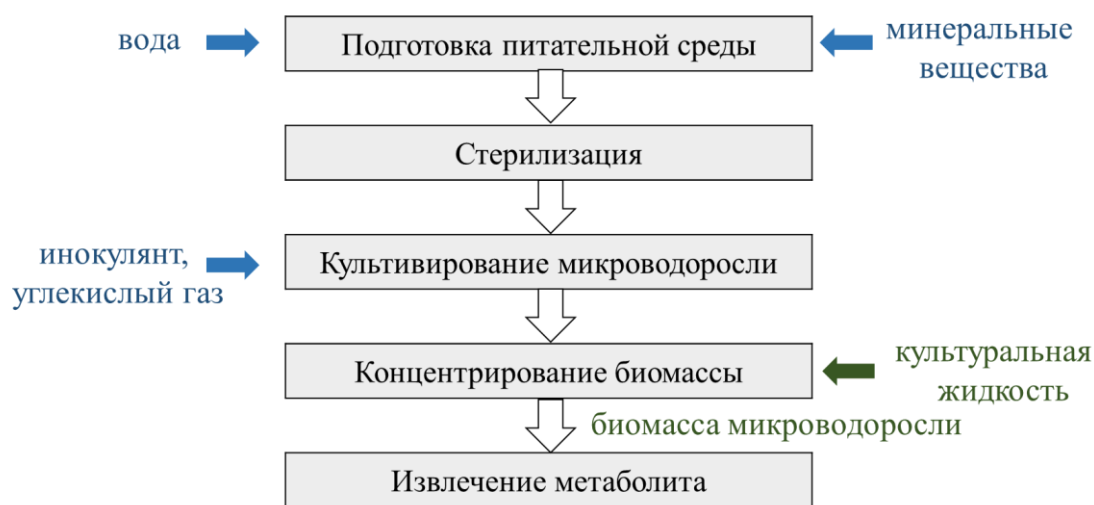 вода
Подготовка питательной среды
минеральные
вещества
Стерилизация
инокулянт,
углекислый газ
Культивирование микроводоросли
Концентрирование биомассы
культуральная
жидкость
биомасса микроводоросли
Извлечение метаболита